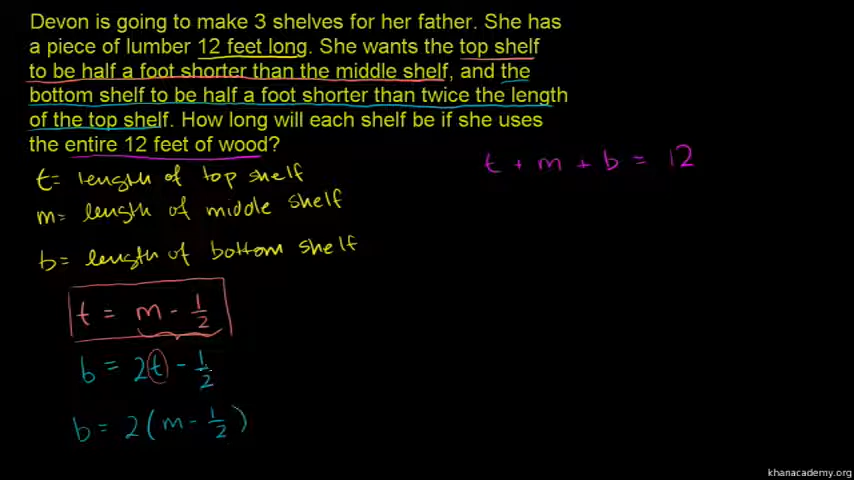 Devon is going to make 3 shelves for her father. She has
a piece of lumber 12 feet long. She wants the top shelf
to be half a foot shorter than the middle shelf, and the
bottom shelf to be half a foot shorter than twice the length
of the top shelf. How long will each shelf be if she uses
the entire 12 feet of wood?
t + m + b = 12
t= length of top shelf
m= length of middle shelf
b= length of bottom shelf
t = m - 1/2
b = 2t - 1/2
b = 2(m - 1/2)
khanacademy.org